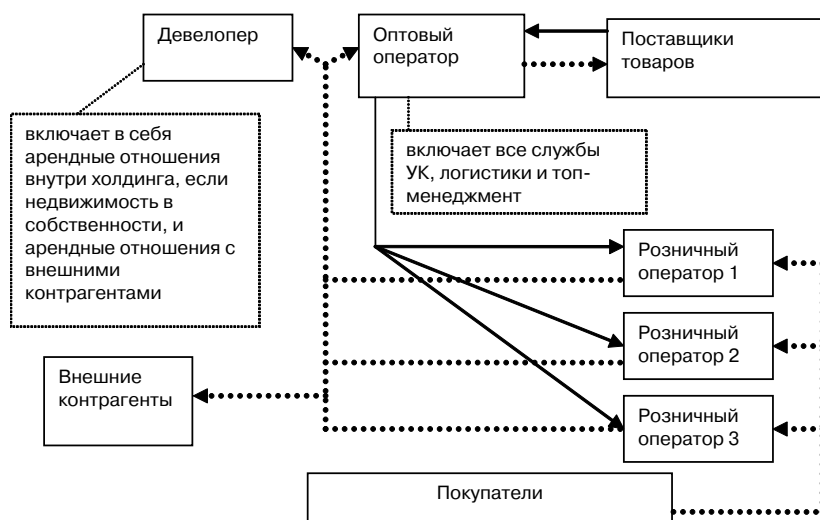 Девелопер
Оптовый
оператор
Поставщики
товаров
включает в себя
арендные отношения
внутри холдинга, если
недвижимость в
собственности, и
арендные отношения с
внешними
контрагентами
включает все службы
УК, логистики и топ-
менеджмент
Розничный
оператор 1
Розничный
оператор 2
Внешние
контрагенты
Розничный
оператор 3
Покупатели